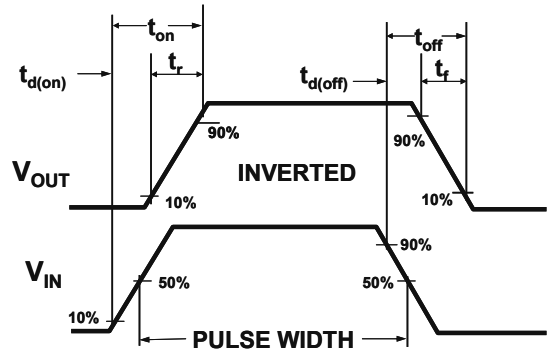 t_on
t_off
t_d(on)
t_r
t_d(off)
t_f
90%
90%
V_OUT
INVERTED
10%
10%
90%
V_IN
50%
50%
10%
PULSE WIDTH